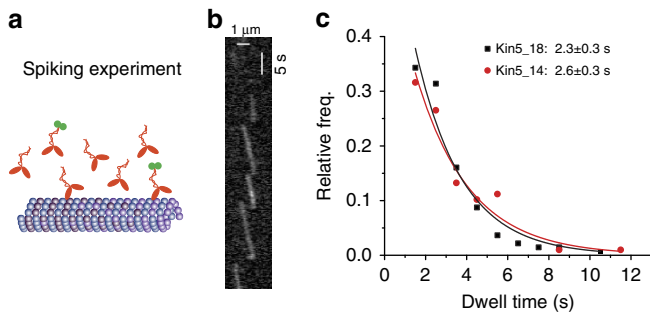 a
Spiking experiment
b
1 μm
5 s
c
Kin5_18: 2.3±0.3 s
Kin5_14: 2.6±0.3 s
Relative freq.
0.4
0.3
0.2
0.1
0.0
0 2 4 6 8 10 12
Dwell time (s)